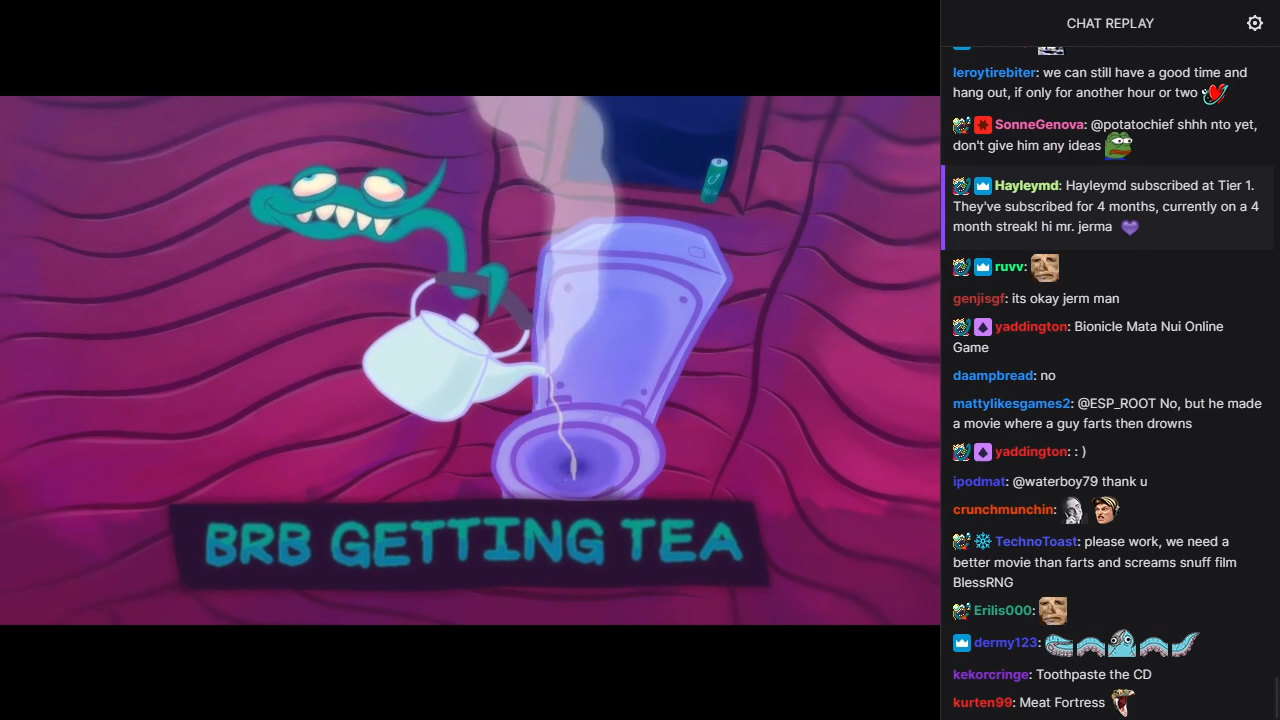 BRB GETTING TEA
CHAT REPLAY
leroytirebiter: we can still have a good time and
hang out, if only for another hour or two
SonneGenova: @potatochief shhh nto yet,
don't give him any ideas
Hayleymd: Hayleymd subscribed at Tier 1.
They've subscribed for 4 months, currently on a 4
month streak! hi mr. jerma
ruvv:
genjisgf: its okay jerm man
yaddington: Bionicle Mata Nui Online
Game
daampbread: no
mattylikesgames2: @ESP_ROOT No, but he made
a movie where a guy farts then drowns
yaddington: : )
ipodmat: @waterboy79 thank u
crunchmunchin:
TechnoToast: please work, we need a
better movie than farts and screams snuff film
BlessRNG
Erilis000:
dermy123:
kekorcringe: Toothpaste the CD
kurten99: Meat Fortress